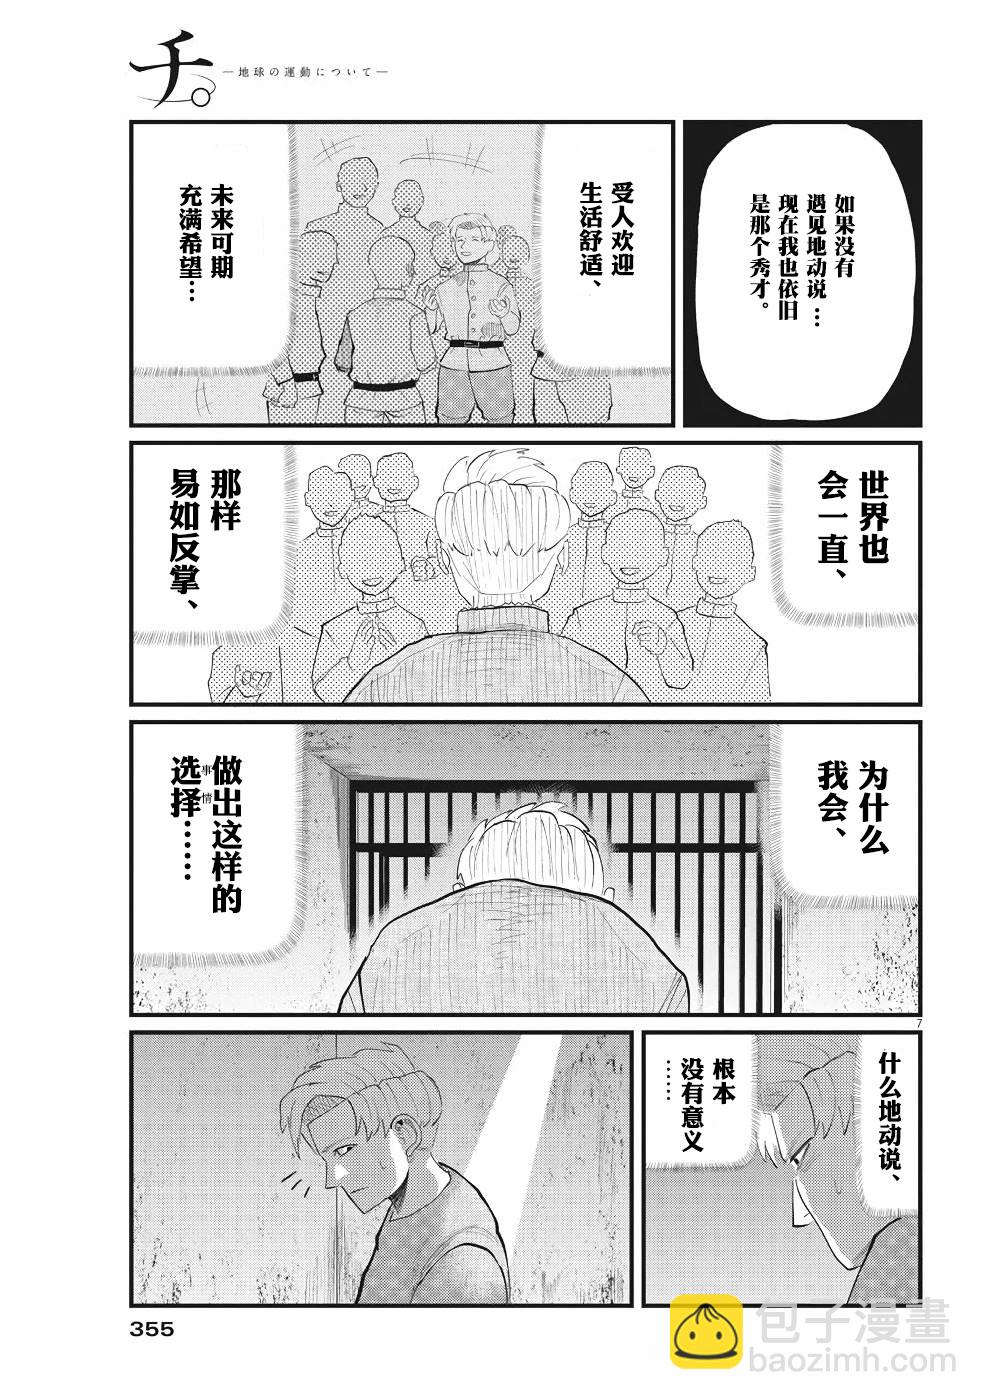 チ。
―地球の運動について―
如果没有
遇见地动说…
现在我也依旧
是那个秀才。
受人欢迎
生活舒适、
未来可期
充满希望…
世界也
会一直、
那样
易如反掌、
为什么
我会、
做出这样的
事情
选择……
7
什么地动说、
根本
没有意义
……
355
包子漫畫
baozimh.com